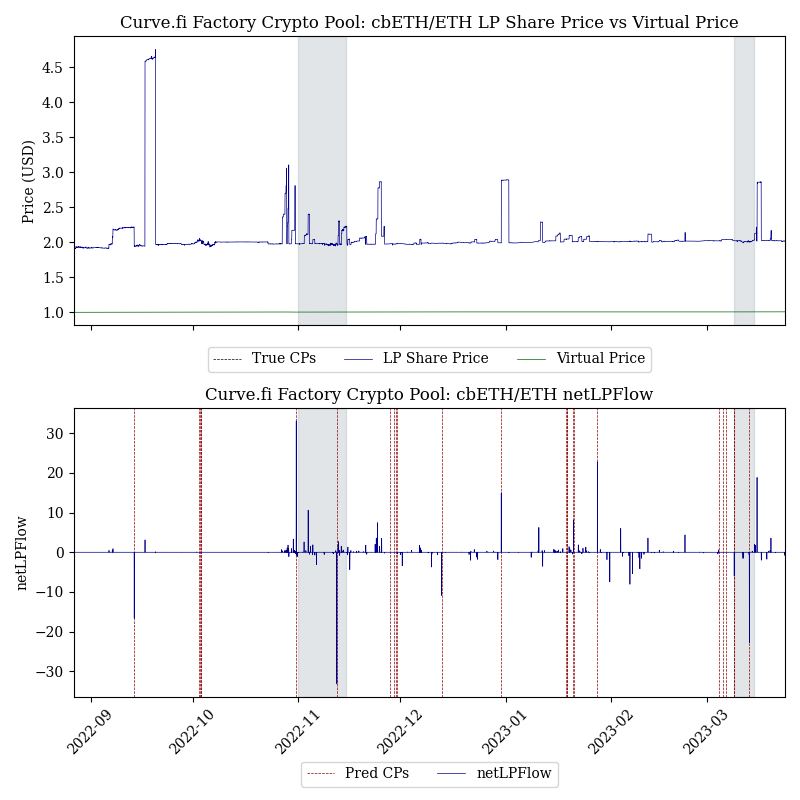 Curve.fi Factory Crypto Pool: cbETH/ETH LP Share Price vs Virtual Price
4.5
4.0
3.5
3.0
2.5
2.0
1.5
1.0
Price (USD)
True CPs
LP Share Price
Virtual Price
Curve.fi Factory Crypto Pool: cbETH/ETH netLPFlow
30
20
10
0
−10
−20
−30
netLPFlow
2022-09
2022-10
2022-11
2022-12
2023-01
2023-02
2023-03
Pred CPs
netLPFlow